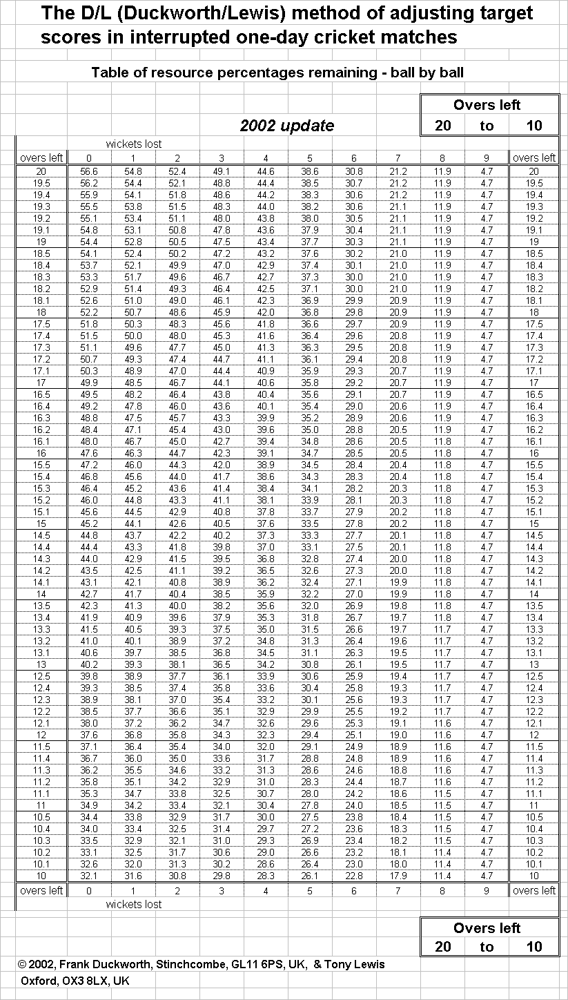 The D/L (Duckworth/Lewis) method of adjusting target
scores in interrupted one-day cricket matches
Table of resource percentages remaining - ball by ball
Overs left
2002 update 20 to 10
wickets lost
overs left 0 1 2 3 4 5 6 7 8 9 overs left
20 56.6 54.8 52.4 49.1 44.6 38.6 30.8 21.2 11.9 4.7 20
19.5 56.2 54.4 52.1 48.8 44.4 38.5 30.7 21.2 11.9 4.7 19.5
19.4 55.9 54.1 51.8 48.6 44.2 38.3 30.6 21.2 11.9 4.7 19.4
19.3 55.5 53.8 51.5 48.3 44.0 38.2 30.6 21.1 11.9 4.7 19.3
19.2 55.1 53.4 51.1 48.0 43.8 38.0 30.5 21.1 11.9 4.7 19.2
19.1 54.8 53.1 50.8 47.8 43.6 37.9 30.4 21.1 11.9 4.7 19.1
19 54.4 52.8 50.5 47.5 43.4 37.7 30.3 21.1 11.9 4.7 19
18.5 54.1 52.4 50.2 47.2 43.2 37.6 30.2 21.0 11.9 4.7 18.5
18.4 53.7 52.1 49.9 47.0 42.9 37.4 30.1 21.0 11.9 4.7 18.4
18.3 53.3 51.7 49.6 46.7 42.7 37.3 30.0 21.0 11.9 4.7 18.3
18.2 52.9 51.4 49.3 46.4 42.5 37.1 30.0 21.0 11.9 4.7 18.2
18.1 52.6 51.0 49.0 46.1 42.3 36.9 29.9 20.9 11.9 4.7 18.1
18 52.2 50.7 48.6 45.9 42.0 36.8 29.8 20.9 11.9 4.7 18
17.5 51.8 50.3 48.3 45.6 41.8 36.6 29.7 20.9 11.9 4.7 17.5
17.4 51.5 50.0 48.0 45.3 41.6 36.4 29.6 20.8 11.9 4.7 17.4
17.3 51.1 49.6 47.7 45.0 41.3 36.3 29.5 20.8 11.9 4.7 17.3
17.2 50.7 49.3 47.4 44.7 41.1 36.1 29.4 20.8 11.9 4.7 17.2
17.1 50.3 48.9 47.0 44.4 40.9 35.9 29.3 20.7 11.9 4.7 17.1
17 49.9 48.5 46.7 44.1 40.6 35.8 29.2 20.7 11.9 4.7 17
16.5 49.5 48.2 46.4 43.8 40.4 35.6 29.1 20.7 11.9 4.7 16.5
16.4 49.2 47.8 46.0 43.6 40.1 35.4 29.0 20.6 11.9 4.7 16.4
16.3 48.8 47.5 45.7 43.3 39.9 35.2 28.9 20.6 11.9 4.7 16.3
16.2 48.4 47.1 45.4 43.0 39.6 35.0 28.8 20.5 11.9 4.7 16.2
16.1 48.0 46.7 45.0 42.7 39.4 34.8 28.6 20.5 11.8 4.7 16.1
16 47.6 46.3 44.7 42.3 39.1 34.7 28.5 20.5 11.8 4.7 16
15.5 47.2 46.0 44.3 42.0 38.9 34.5 28.4 20.4 11.8 4.7 15.5
15.4 46.8 45.6 44.0 41.7 38.6 34.3 28.3 20.4 11.8 4.7 15.4
15.3 46.4 45.2 43.6 41.4 38.4 34.1 28.2 20.3 11.8 4.7 15.3
15.2 46.0 44.8 43.3 41.1 38.1 33.9 28.1 20.3 11.8 4.7 15.2
15.1 45.6 44.5 42.9 40.8 37.8 33.7 27.9 20.2 11.8 4.7 15.1
15 45.2 44.1 42.6 40.5 37.6 33.5 27.8 20.2 11.8 4.7 15
14.5 44.8 43.7 42.2 40.2 37.3 33.3 27.7 20.1 11.8 4.7 14.5
14.4 44.4 43.3 41.8 39.8 37.0 33.1 27.5 20.1 11.8 4.7 14.4
14.3 44.0 42.9 41.5 39.5 36.8 32.8 27.4 20.0 11.8 4.7 14.3
14.2 43.5 42.5 41.1 39.2 36.5 32.6 27.3 20.0 11.8 4.7 14.2
14.1 43.1 42.1 40.8 38.9 36.2 32.4 27.1 19.9 11.8 4.7 14.1
14 42.7 41.7 40.4 38.5 35.9 32.2 27.0 19.9 11.8 4.7 14
13.5 42.3 41.3 40.0 38.2 35.6 32.0 26.9 19.8 11.8 4.7 13.5
13.4 41.9 40.9 39.6 37.9 35.3 31.8 26.7 19.7 11.8 4.7 13.4
13.3 41.5 40.5 39.3 37.5 35.0 31.5 26.6 19.7 11.7 4.7 13.3
13.2 41.0 40.1 38.9 37.2 34.8 31.3 26.4 19.6 11.7 4.7 13.2
13.1 40.6 39.7 38.5 36.8 34.5 31.1 26.3 19.5 11.7 4.7 13.1
13 40.2 39.3 38.1 36.5 34.2 30.8 26.1 19.5 11.7 4.7 13
12.5 39.8 38.9 37.7 36.1 33.9 30.6 25.9 19.4 11.7 4.7 12.5
12.4 39.3 38.5 37.4 35.8 33.6 30.4 25.8 19.3 11.7 4.7 12.4
12.3 38.9 38.1 37.0 35.4 33.2 30.1 25.6 19.3 11.7 4.7 12.3
12.2 38.5 37.7 36.6 35.1 32.9 29.9 25.5 19.2 11.7 4.7 12.2
12.1 38.0 37.2 36.2 34.7 32.6 29.6 25.3 19.1 11.6 4.7 12.1
12 37.6 36.8 35.8 34.3 32.3 29.4 25.1 19.0 11.6 4.7 12
11.5 37.1 36.4 35.4 34.0 32.0 29.1 24.9 18.9 11.6 4.7 11.5
11.4 36.7 36.0 35.0 33.6 31.7 28.8 24.8 18.9 11.6 4.7 11.4
11.3 36.2 35.5 34.6 33.2 31.3 28.6 24.6 18.8 11.6 4.7 11.3
11.2 35.8 35.1 34.2 32.9 31.0 28.3 24.4 18.7 11.6 4.7 11.2
11.1 35.3 34.7 33.8 32.5 30.7 28.0 24.2 18.6 11.5 4.7 11.1
11 34.9 34.2 33.4 32.1 30.4 27.8 24.0 18.5 11.5 4.7 11
10.5 34.4 33.8 32.9 31.7 30.0 27.5 23.8 18.4 11.5 4.7 10.5
10.4 34.0 33.4 32.5 31.4 29.7 27.2 23.6 18.3 11.5 4.7 10.4
10.3 33.5 32.9 32.1 31.0 29.3 26.9 23.4 18.2 11.5 4.7 10.3
10.2 33.1 32.5 31.7 30.6 29.0 26.6 23.2 18.1 11.4 4.7 10.2
10.1 32.6 32.0 31.3 30.2 28.6 26.4 23.0 18.0 11.4 4.7 10.1
10 32.1 31.6 30.8 29.8 28.3 26.1 22.8 17.9 11.4 4.7 10
overs left 0 1 2 3 4 5 6 7 8 9 overs left
wickets lost
Overs left
20 to 10
© 2002, Frank Duckworth, Stinchcombe, GL11 6PS, UK, & Tony Lewis
Oxford, OX3 8LX, UK